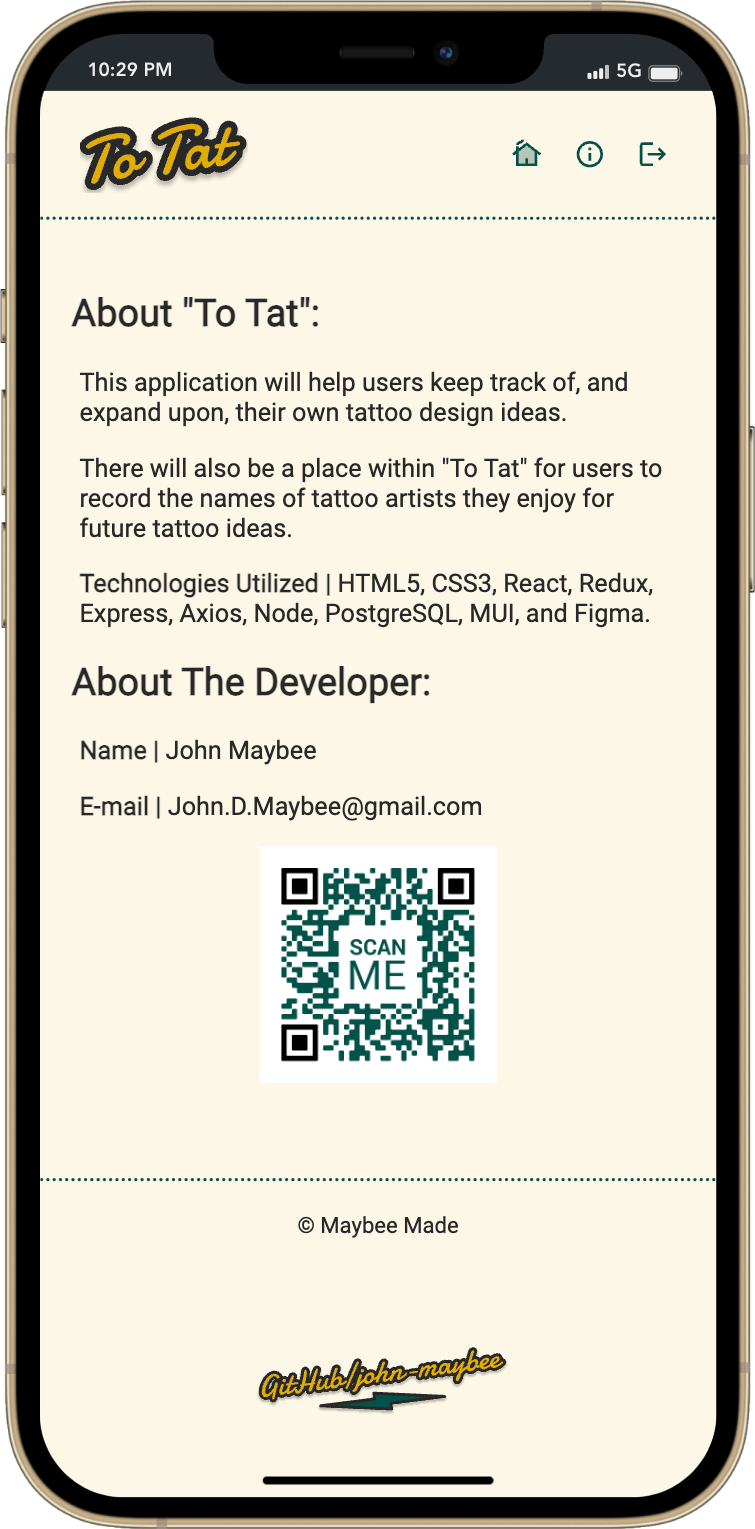 10:29 PM
5G
To Tat
About "To Tat":
This application will help users keep track of, and
expand upon, their own tattoo design ideas.
There will also be a place within "To Tat" for users to
record the names of tattoo artists they enjoy for
future tattoo ideas.
Technologies Utilized | HTML5, CSS3, React, Redux,
Express, Axios, Node, PostgreSQL, MUI, and Figma.
About The Developer:
Name | John Maybee
E-mail | John.D.Maybee@gmail.com
SCAN
ME
© Maybee Made
GitHub/john-maybee